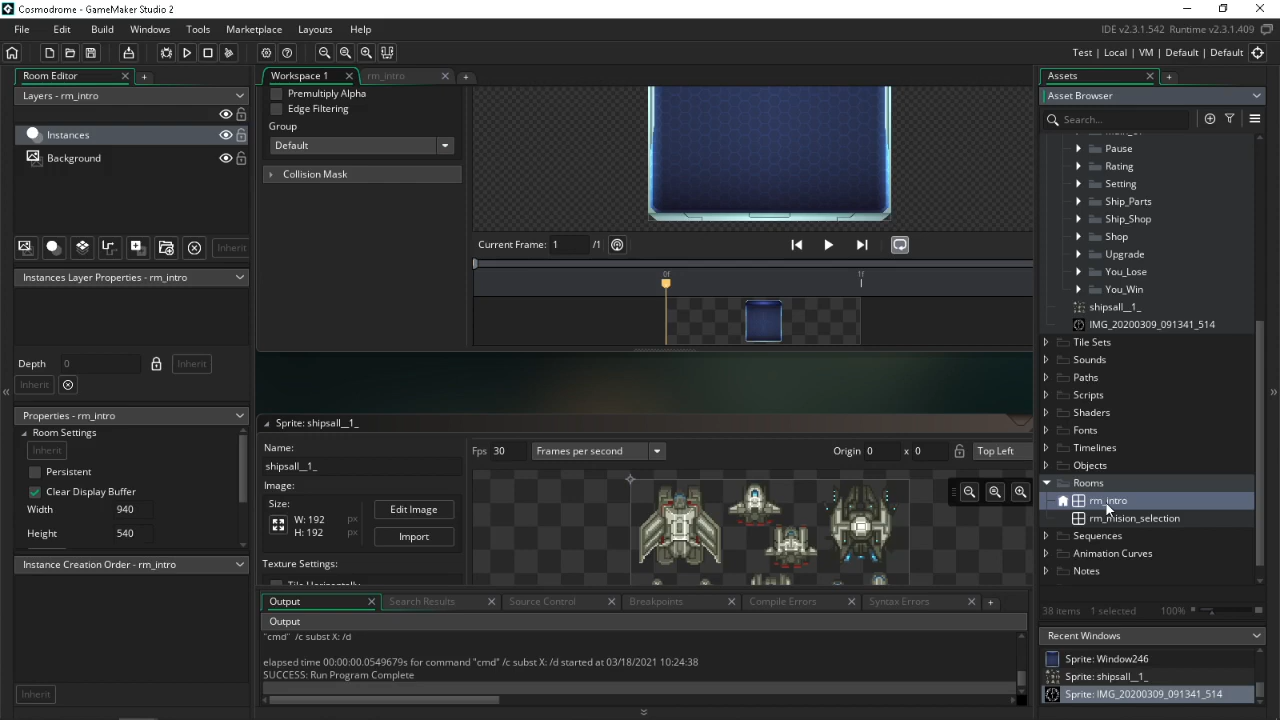 Cosmodrome - GameMaker Studio 2
File Edit Build Windows Tools Marketplace Layouts Help
IDE v2.3.1.542 Runtime v2.3.1.409
Test | Local | VM | Default | Default
Room Editor
Layers - rm_intro
Instances
Background
Inherit
Instances Layer Properties - rm_intro
Depth 0 Inherit
Inherit
Properties - rm_intro
Room Settings
Inherit
Persistent
Clear Display Buffer
Width 940
Height 540
Instance Creation Order - rm_intro
Inherit
Workspace 1 rm_intro
Premultiply Alpha
Edge Filtering
Group
Default
Collision Mask
Current Frame: 1 /1
0f 1f
Sprite: shipsall__1_
Name:
shipsall__1_
Image:
Size:
W: 192 px
H: 192 px
Edit Image
Import
Texture Settings:
Tile Horizontally
Fps 30 Frames per second Origin 0 x 0 Top Left
Output Search Results Source Control Breakpoints Compile Errors Syntax Errors
Output
"cmd" /c subst X: /d
elapsed time 00:00:00.0549679s for command "cmd" /c subst X: /d started at 03/18/2021 10:24:38
SUCCESS: Run Program Complete
Assets
Asset Browser
Search...
Pause
Rating
Setting
Ship_Parts
Ship_Shop
Shop
Upgrade
You_Lose
You_Win
shipsall__1_
IMG_20200309_091341_514
Tile Sets
Sounds
Paths
Scripts
Shaders
Fonts
Timelines
Objects
Rooms
rm_intro
rm_mision_selection
Sequences
Animation Curves
Notes
38 items 1 selected 100%
Recent Windows
Sprite: Window246
Sprite: shipsall__1_
Sprite: IMG_20200309_091341_514